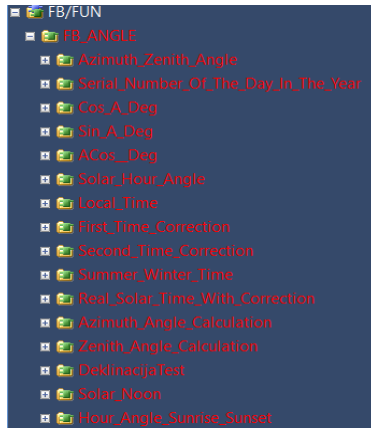 FB/FUN
FB_ANGLE
Azimuth_Zenith_Angle
Serial_Number_Of_The_Day_In_The_Year
Cos_A_Deg
Sin_A_Deg
ACos_Deg
Solar_Hour_Angle
Local_Time
First_Time_Correction
Second_Time_Correction
Summer_Winter_Time
Real_Solar_Time_With_Correction
Azimuth_Angle_Calculation
Zenith_Angle_Calculation
DeklinacijaTest
Solar_Noon
Hour_Angle_Sunrise_Sunset